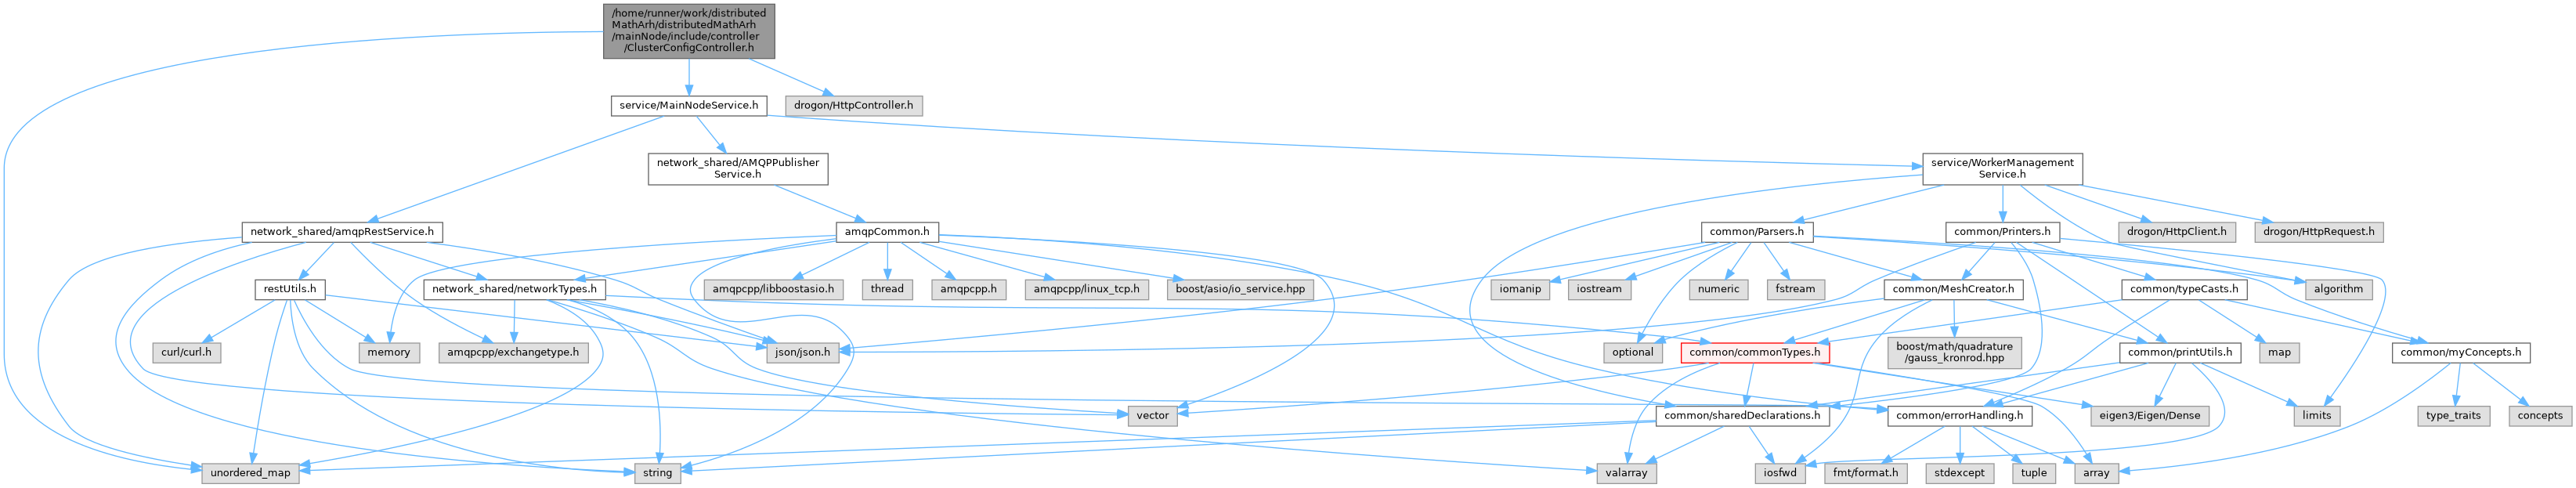 /home/runner/work/distributed
MathArh/distributedMathArh
/mainNode/include/controller
/ClusterConfigController.h
service/MainNodeService.h
drogon/HttpController.h
network_shared/AMQPPublisher
Service.h
service/WorkerManagement
Service.h
network_shared/amqpRestService.h
amqpCommon.h
common/Parsers.h
common/Printers.h
drogon/HttpClient.h
drogon/HttpRequest.h
restUtils.h
network_shared/networkTypes.h
amqpcpp/libboostasio.h
thread
amqpcpp.h
amqpcpp/linux_tcp.h
boost/asio/io_service.hpp
iomanip
iostream
numeric
fstream
common/MeshCreator.h
common/typeCasts.h
algorithm
curl/curl.h
memory
amqpcpp/exchangetype.h
json/json.h
optional
common/commonTypes.h
boost/math/quadrature
/gauss_kronrod.hpp
common/printUtils.h
map
common/myConcepts.h
vector
common/sharedDeclarations.h
common/errorHandling.h
eigen3/Eigen/Dense
limits
type_traits
concepts
unordered_map
string
valarray
iosfwd
fmt/format.h
stdexcept
tuple
array